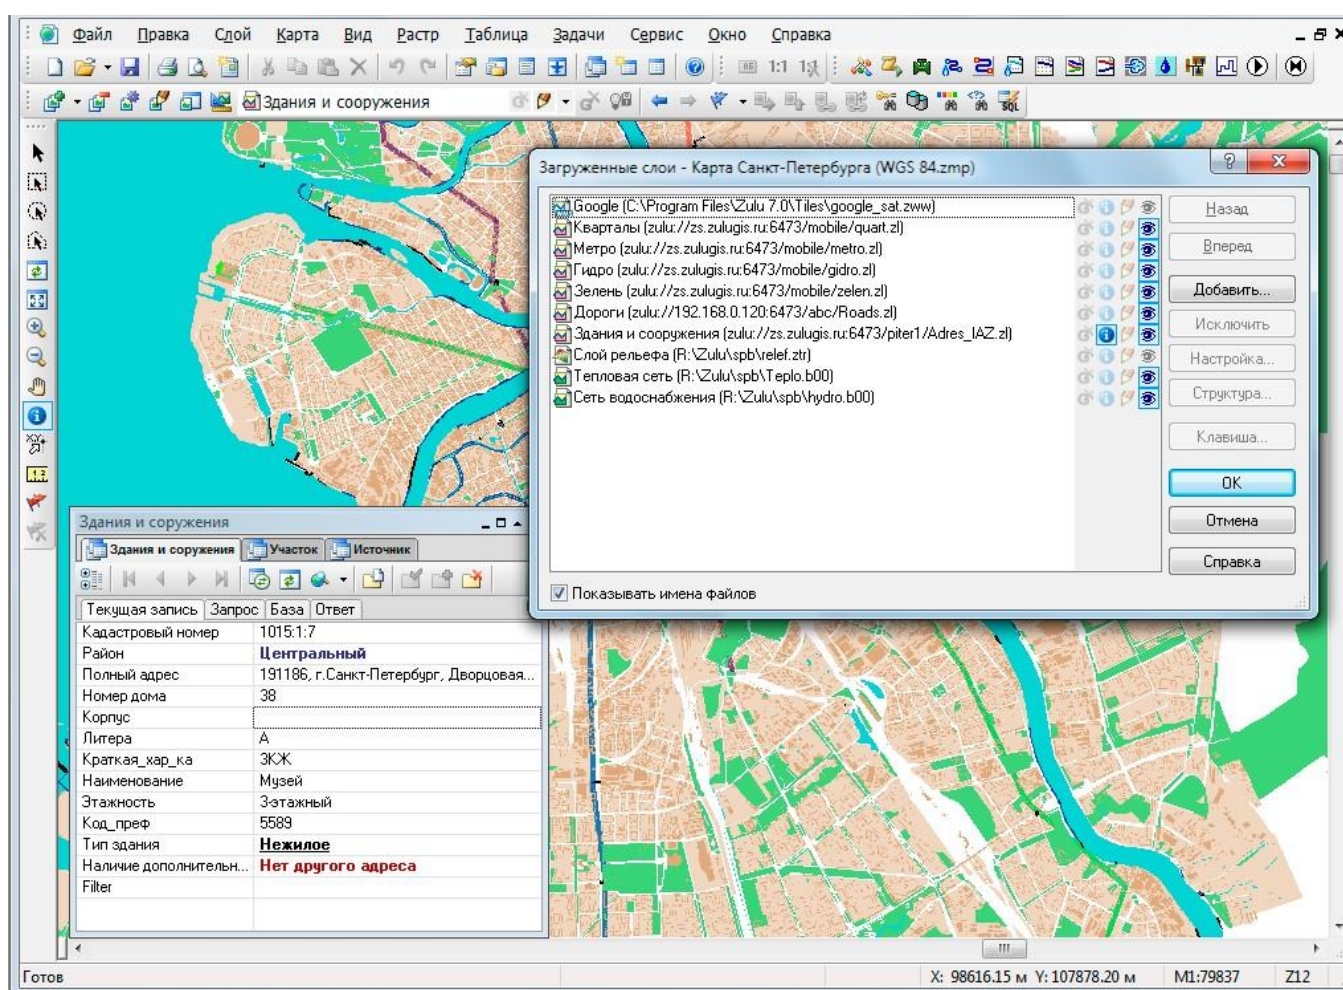 Файл Правка Слой Карта Вид Растр Таблица Задачи Сервис Окно Справка
1:1
Здания и сооружения
SQL
Загруженные слои - Карта Санкт-Петербурга (WGS 84.zmp)
Google (C:\Program Files\Zulu 7.0\Tiles\google_sat.zww)
Кварталы (zulu://zs.zulugis.ru:6473/mobile/quart.zl)
Метро (zulu://zs.zulugis.ru:6473/mobile/metro.zl)
Гидро (zulu://zs.zulugis.ru:6473/mobile/gidro.zl)
Зелень (zulu://zs.zulugis.ru:6473/mobile/zelen.zl)
Дороги (zulu://192.168.0.120:6473/abc/Roads.zl)
Здания и сооружения (zulu://zs.zulugis.ru:6473/piter1/Adres_IAZ.zl)
Слой рельефа (R:\Zulu\spb\relef.ztr)
Тепловая сеть (R:\Zulu\spb\Teplo.b00)
Сеть водоснабжения (R:\Zulu\spb\hydro.b00)
Назад
Вперед
Добавить...
Исключить
Настройка...
Структура...
Клавиша...
OK
Отмена
Справка
Показывать имена файлов
Здания и соружения
Здания и соружения Участок Источник
Текущая запись Запрос База Ответ
Кадастровый номер 1015:1:7
Район Центральный
Полный адрес 191186, г.Санкт-Петербург, Дворцовая...
Номер дома 38
Корпус
Литера А
Краткая_хар_ка 3КЖ
Наименование Музей
Этажность 3-этажный
Код_преф 5589
Тип здания Нежилое
Наличие дополнительн... Нет другого адреса
Filter
Готов X: 98616.15 м Y: 107878.20 м М1:79837 Z12